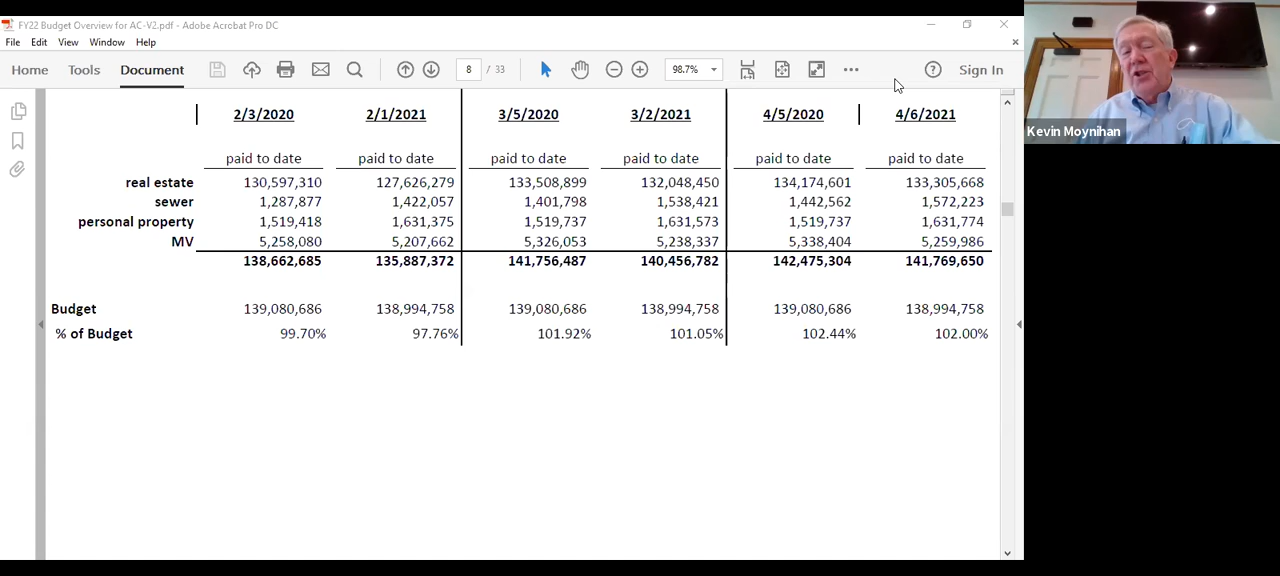 FY22 Budget Overview for AC-V2.pdf - Adobe Acrobat Pro DC
File Edit View Window Help
Home Tools Document 8 / 33 98.7% Sign In
2/3/2020 2/1/2021 3/5/2020 3/2/2021 4/5/2020 4/6/2021
paid to date paid to date paid to date paid to date paid to date paid to date
real estate 130,597,310 127,626,279 133,508,899 132,048,450 134,174,601 133,305,668
sewer 1,287,877 1,422,057 1,401,798 1,538,421 1,442,562 1,572,223
personal property 1,519,418 1,631,375 1,519,737 1,631,573 1,519,737 1,631,774
MV 5,258,080 5,207,662 5,326,053 5,238,337 5,338,404 5,259,986
138,662,685 135,887,372 141,756,487 140,456,782 142,475,304 141,769,650
Budget 139,080,686 138,994,758 139,080,686 138,994,758 139,080,686 138,994,758
% of Budget 99.70% 97.76% 101.92% 101.05% 102.44% 102.00%
Kevin Moynihan